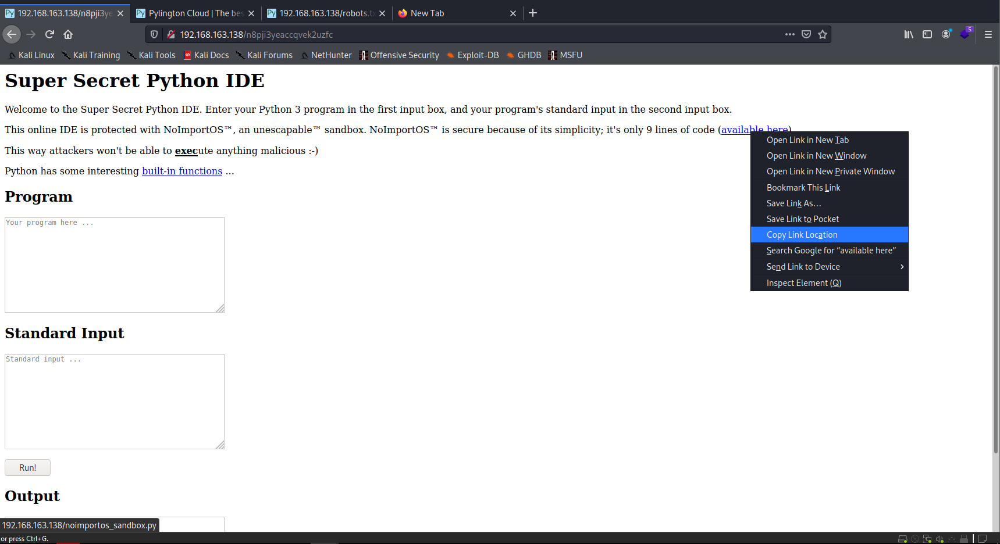 192.168.163.138/n8pji3ye
Pylington Cloud | The bes
192.168.163.138/robots.tx
New Tab
192.168.163.138/n8pji3yeaccqvek2uzfc
5
Kali Linux Kali Training Kali Tools Kali Docs Kali Forums NetHunter Offensive Security Exploit-DB GHDB MSFU
Super Secret Python IDE
Welcome to the Super Secret Python IDE. Enter your Python 3 program in the first input box, and your program's standard input in the second input box.
This online IDE is protected with NoImportOS™, an unescapable™ sandbox. NoImportOS™ is secure because of its simplicity; it's only 9 lines of code (available here)
This way attackers won't be able to execute anything malicious :-)
Python has some interesting built-in functions ...
Open Link in New Tab
Open Link in New Window
Open Link in New Private Window
Bookmark This Link
Save Link As…
Save Link to Pocket
Copy Link Location
Search Google for “available here”
Send Link to Device
Inspect Element (Q)
Program
Your program here ...
Standard Input
Standard input ...
Run!
Output
192.168.163.138/noimportos_sandbox.py
or press Ctrl+G.